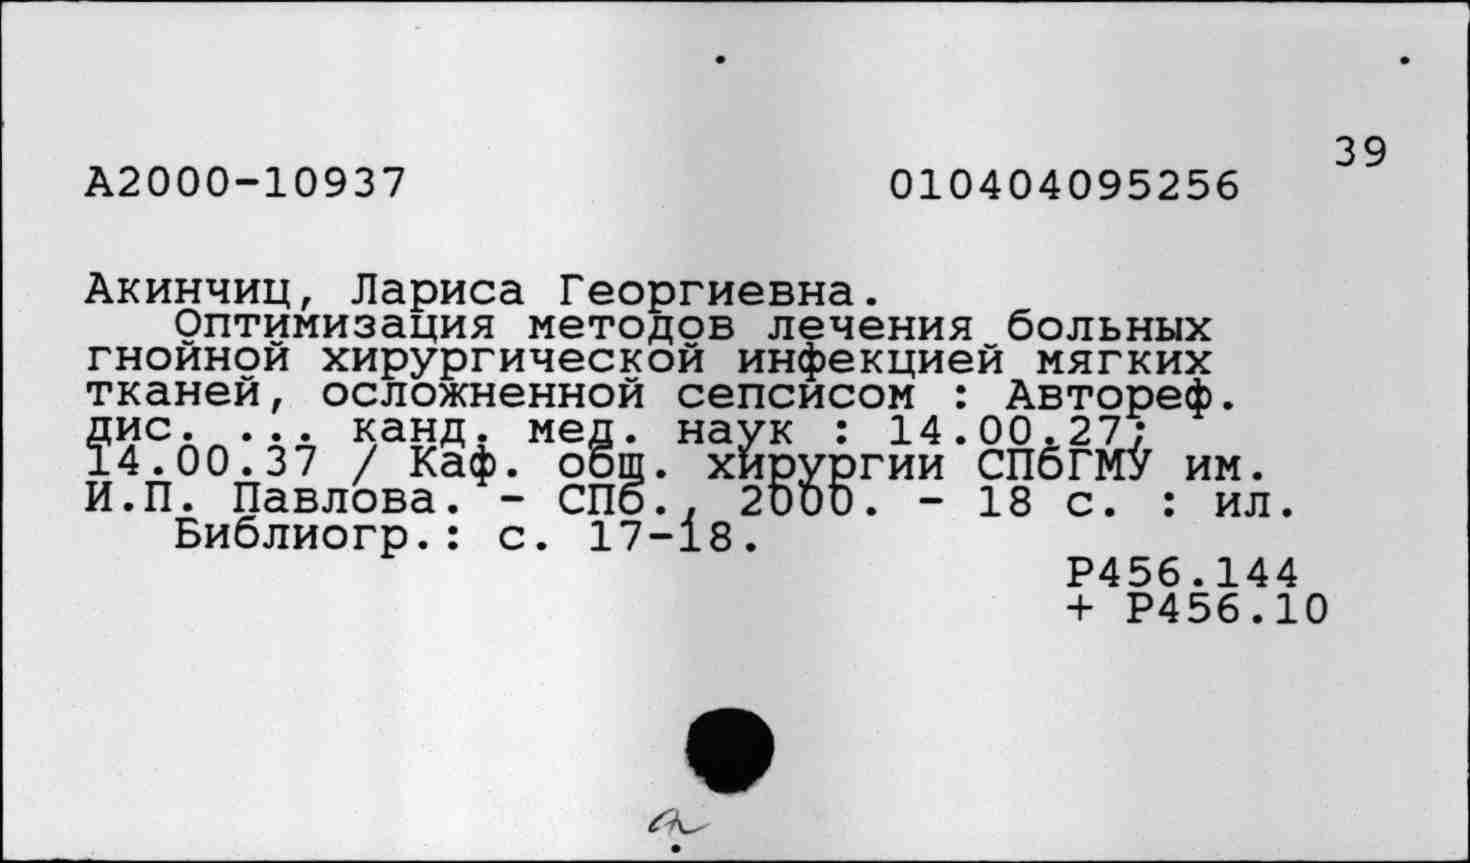 39
А2000-10937 010404095256
Акинчиц, Лариса Георгиевна.
Оптимизация методов лечения больных
гнойной хирургической инфекцией мягких
тканей, осложненной сепсисом : Автореф.
дис. ... канд. мед. наук : 14.00.27;
14.00.37 / Каф. общ. хирургии СПбГМУ им.
И.П. Павлова. - СПб., 2000. - 18 с. : ил.
Библиогр.: с. 17-18.
Р456.144
+ Р456.10